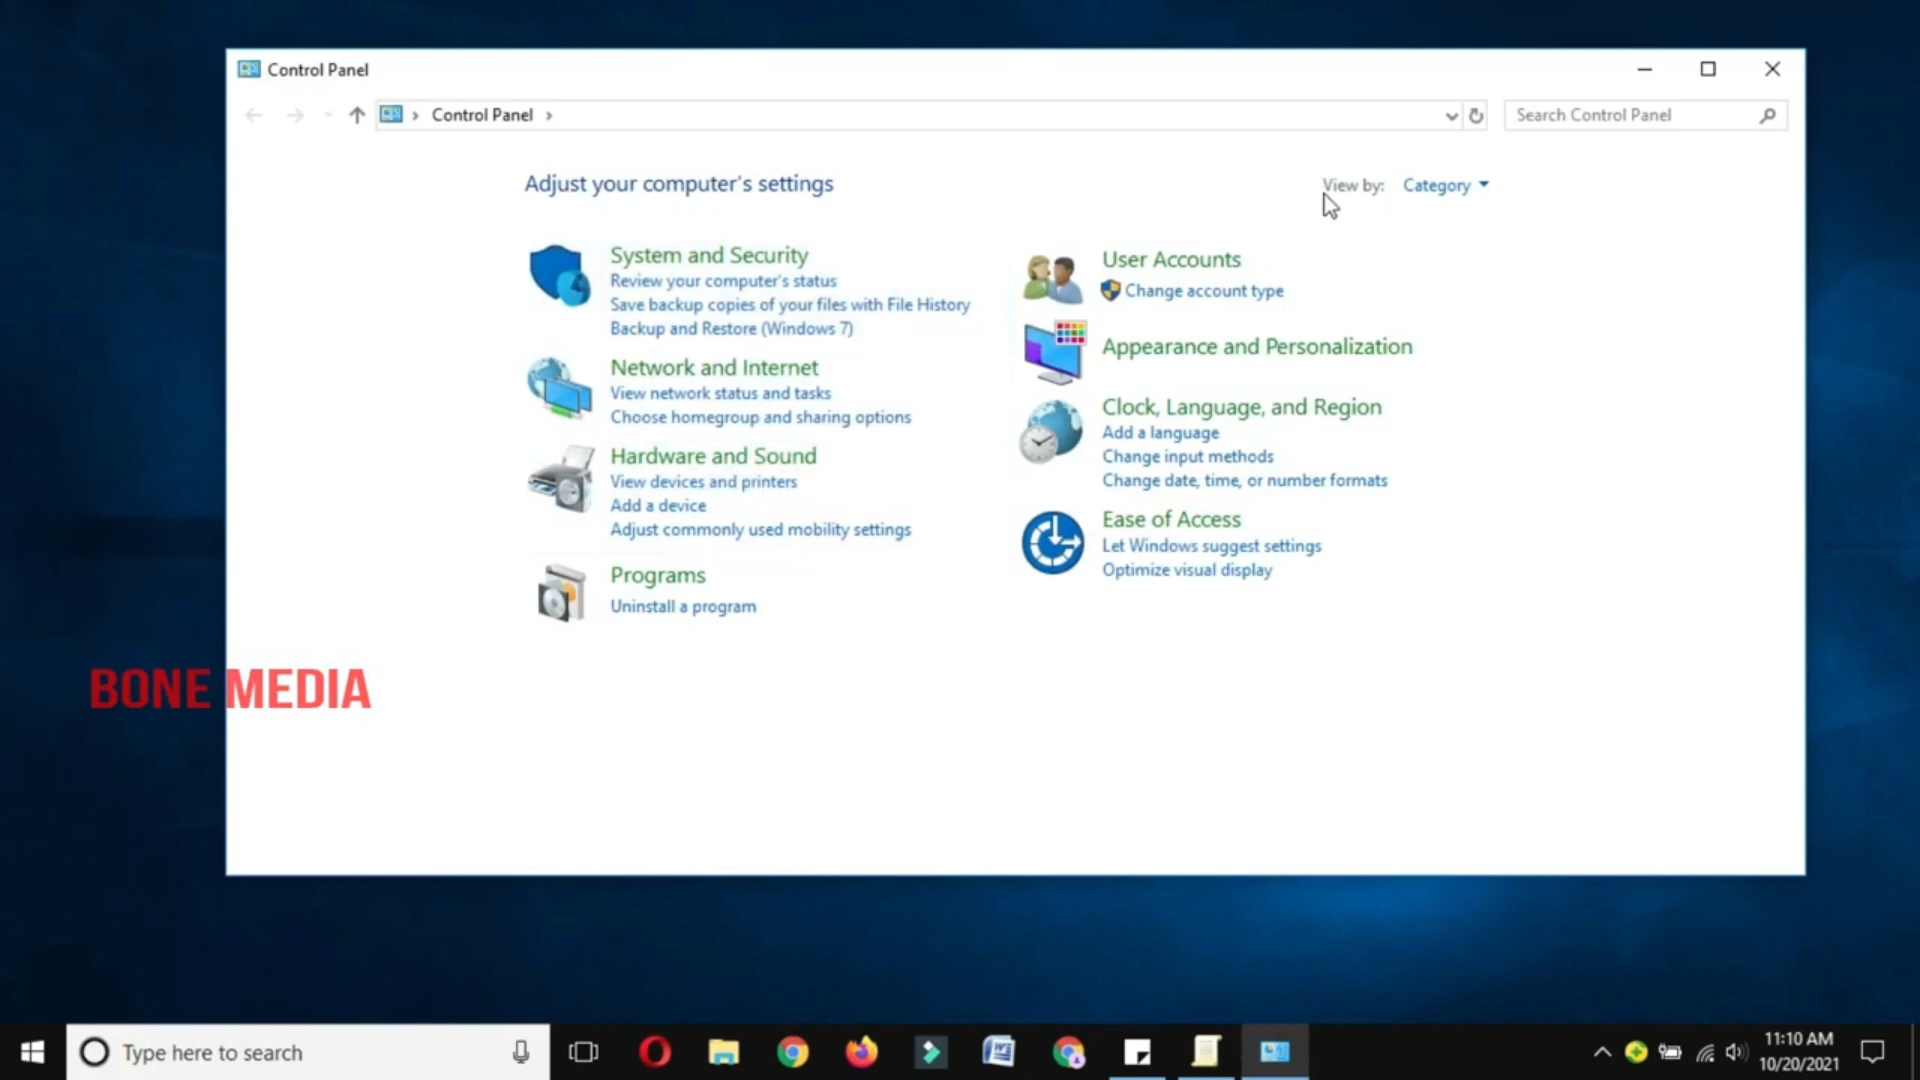 Control Panel
Control Panel
Search Control Panel
Adjust your computer's settings
View by: Category
System and Security
Review your computer's status
Save backup copies of your files with File History
Backup and Restore (Windows 7)
Network and Internet
View network status and tasks
Choose homegroup and sharing options
Hardware and Sound
View devices and printers
Add a device
Adjust commonly used mobility settings
Programs
Uninstall a program
User Accounts
Change account type
Appearance and Personalization
Clock, Language, and Region
Add a language
Change input methods
Change date, time, or number formats
Ease of Access
Let Windows suggest settings
Optimize visual display
BONE MEDIA
Type here to search
11:10 AM
10/20/2021